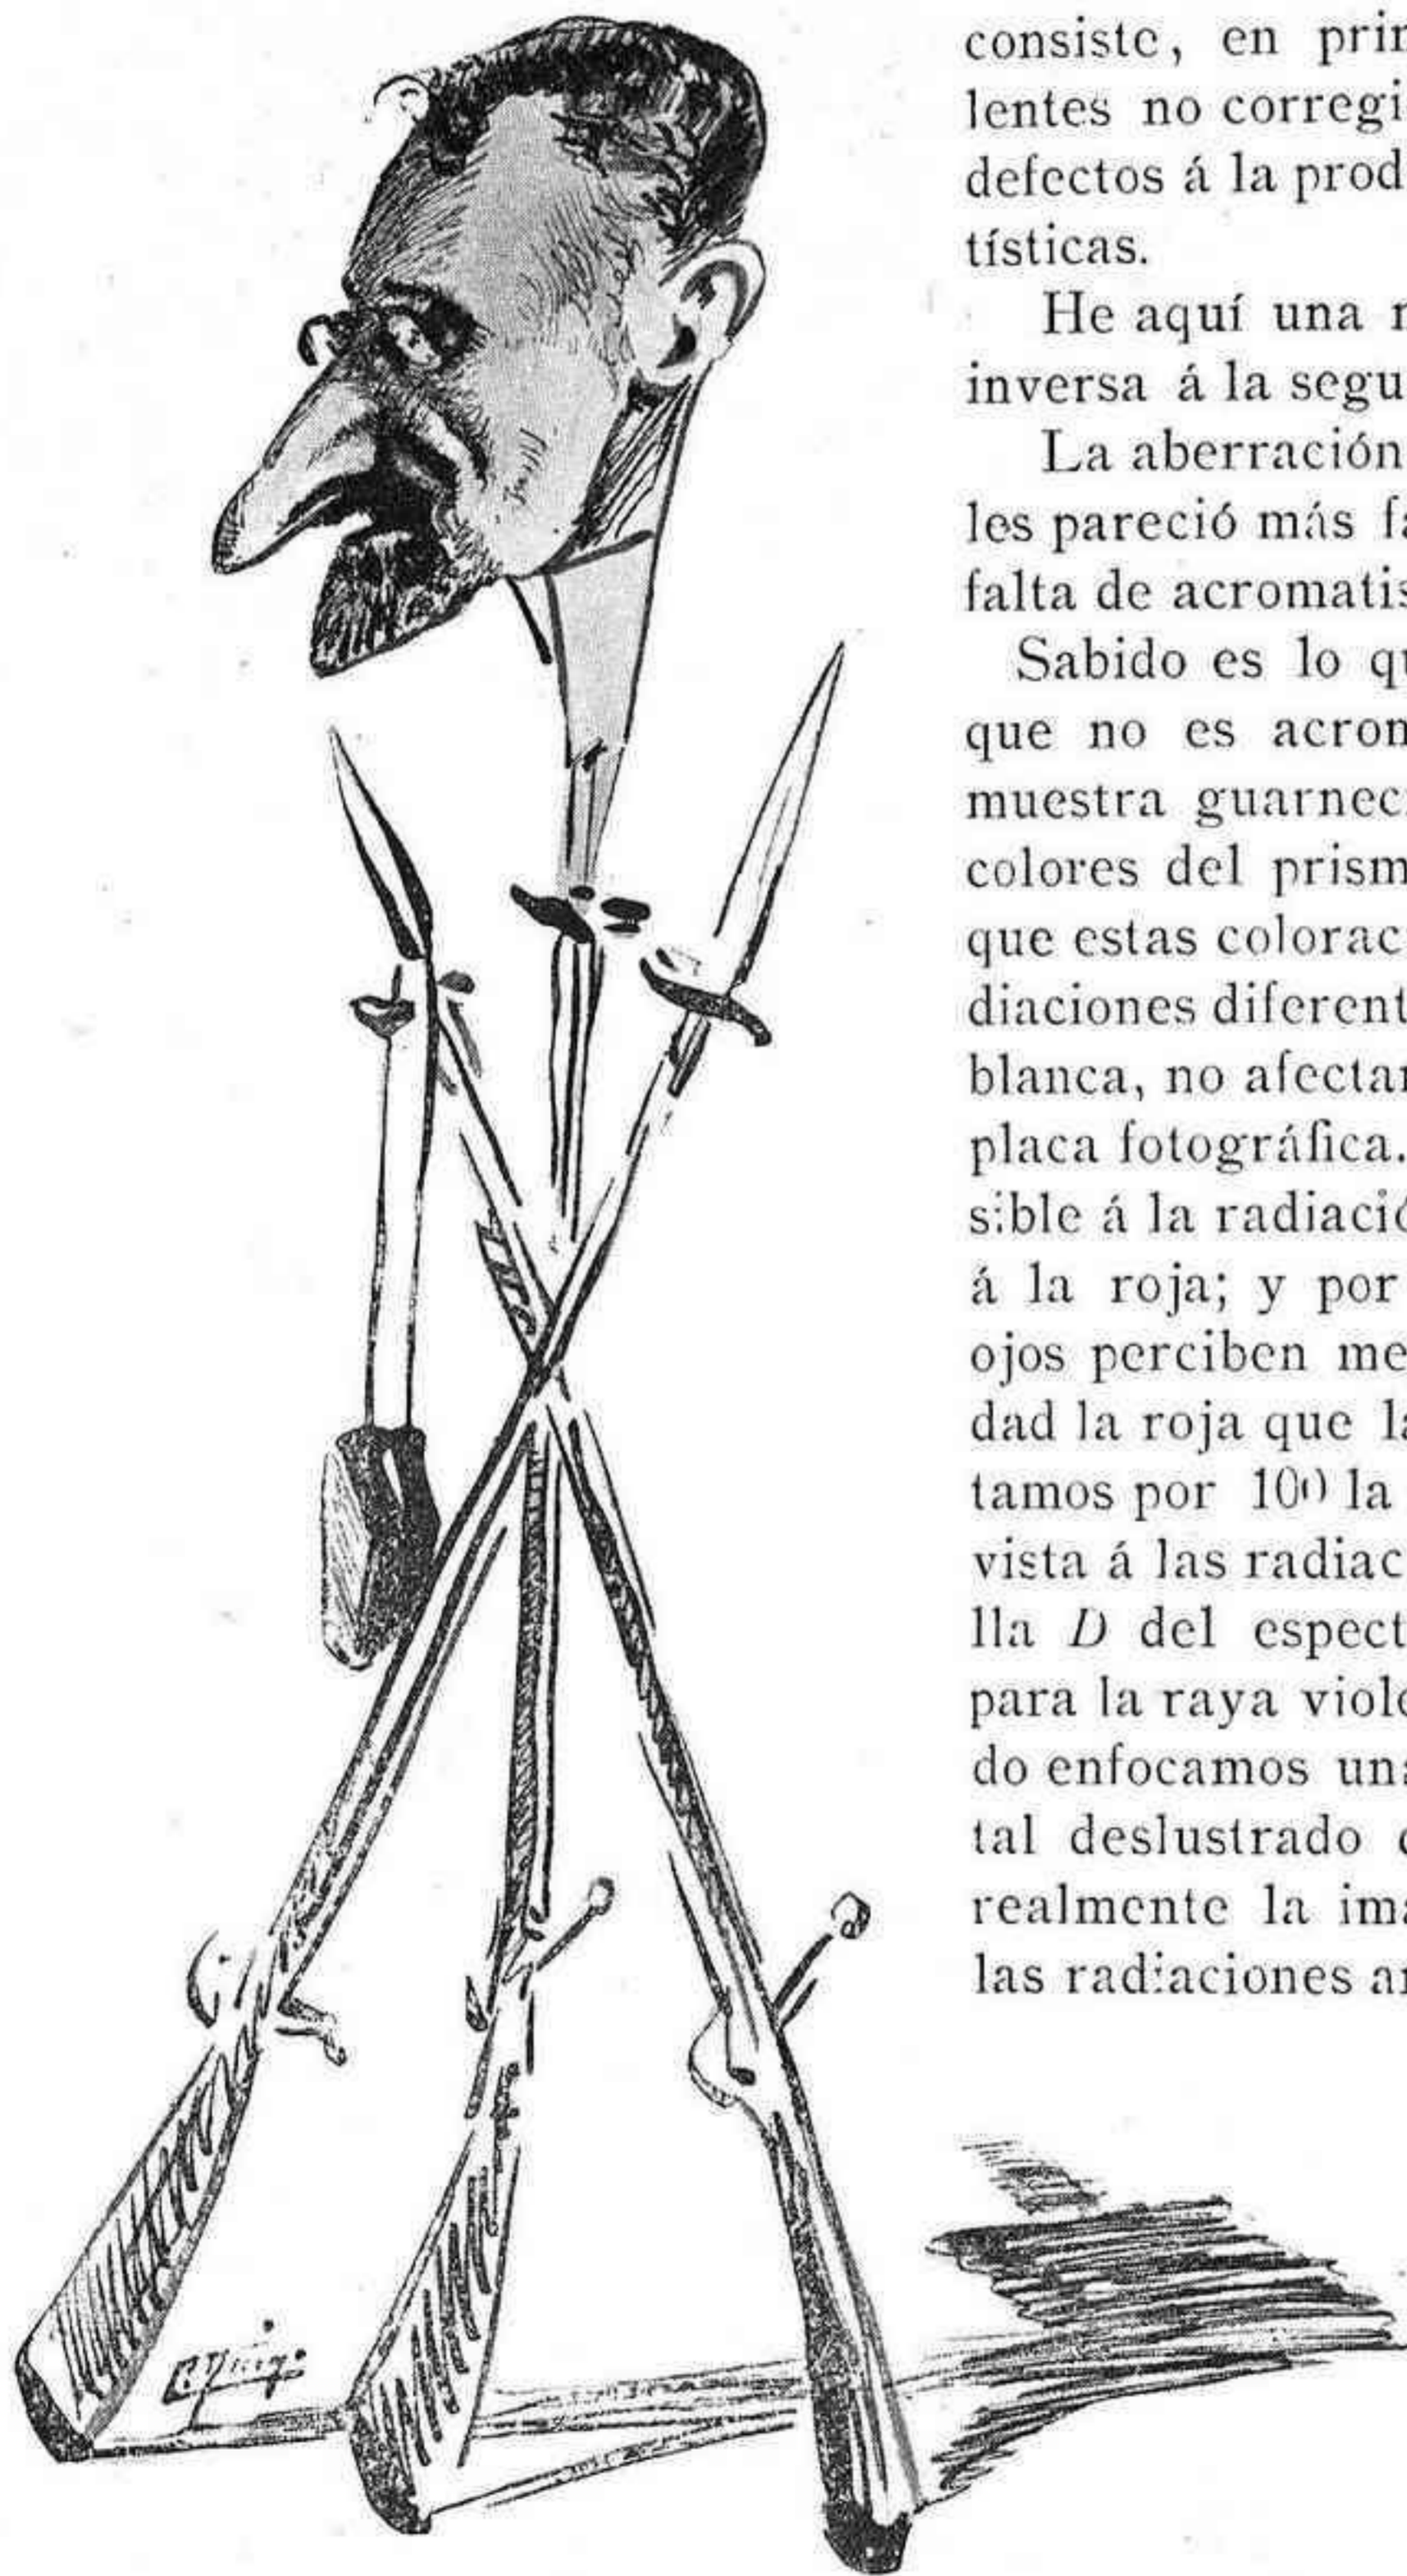 consiste, en prin
lentes no corregi
defectos á la prod
tísticas.
He aquí una
inversa á la segu
La aberración
les pareció más fa
falta de acromatis
Sabido es lo qu
que no es acrom
muestra guarnec
colores del prism
que estas colorac
diaciones diferent
blanca, no afectan
placa fotográfica.
sible á la radiació
á la roja; y por
ojos perciben me
dad la roja que la
tamos por 100 la
vista á las radiac
lla D del espect
para la raya viole
do enfocamos una
tal deslustrado
realmente la ima
las radiaciones an